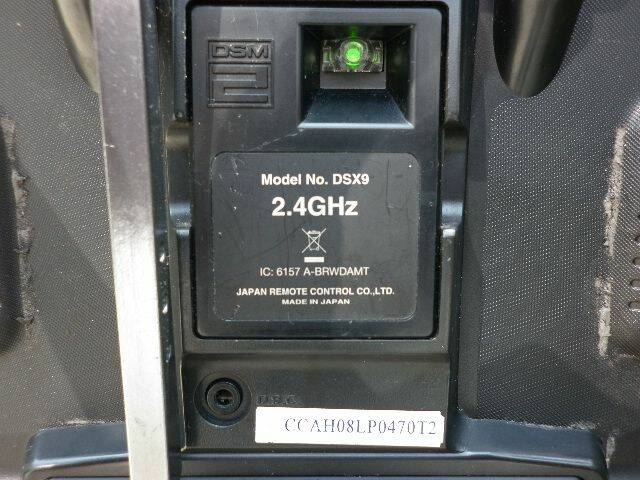 DSM
2
Model No. DSX9
2.4GHz
IC: 6157 A-BRWDAMT
JAPAN REMOTE CONTROL CO.,LTD.
MADE IN JAPAN
D.S.C.
CCAH08LP0470T2